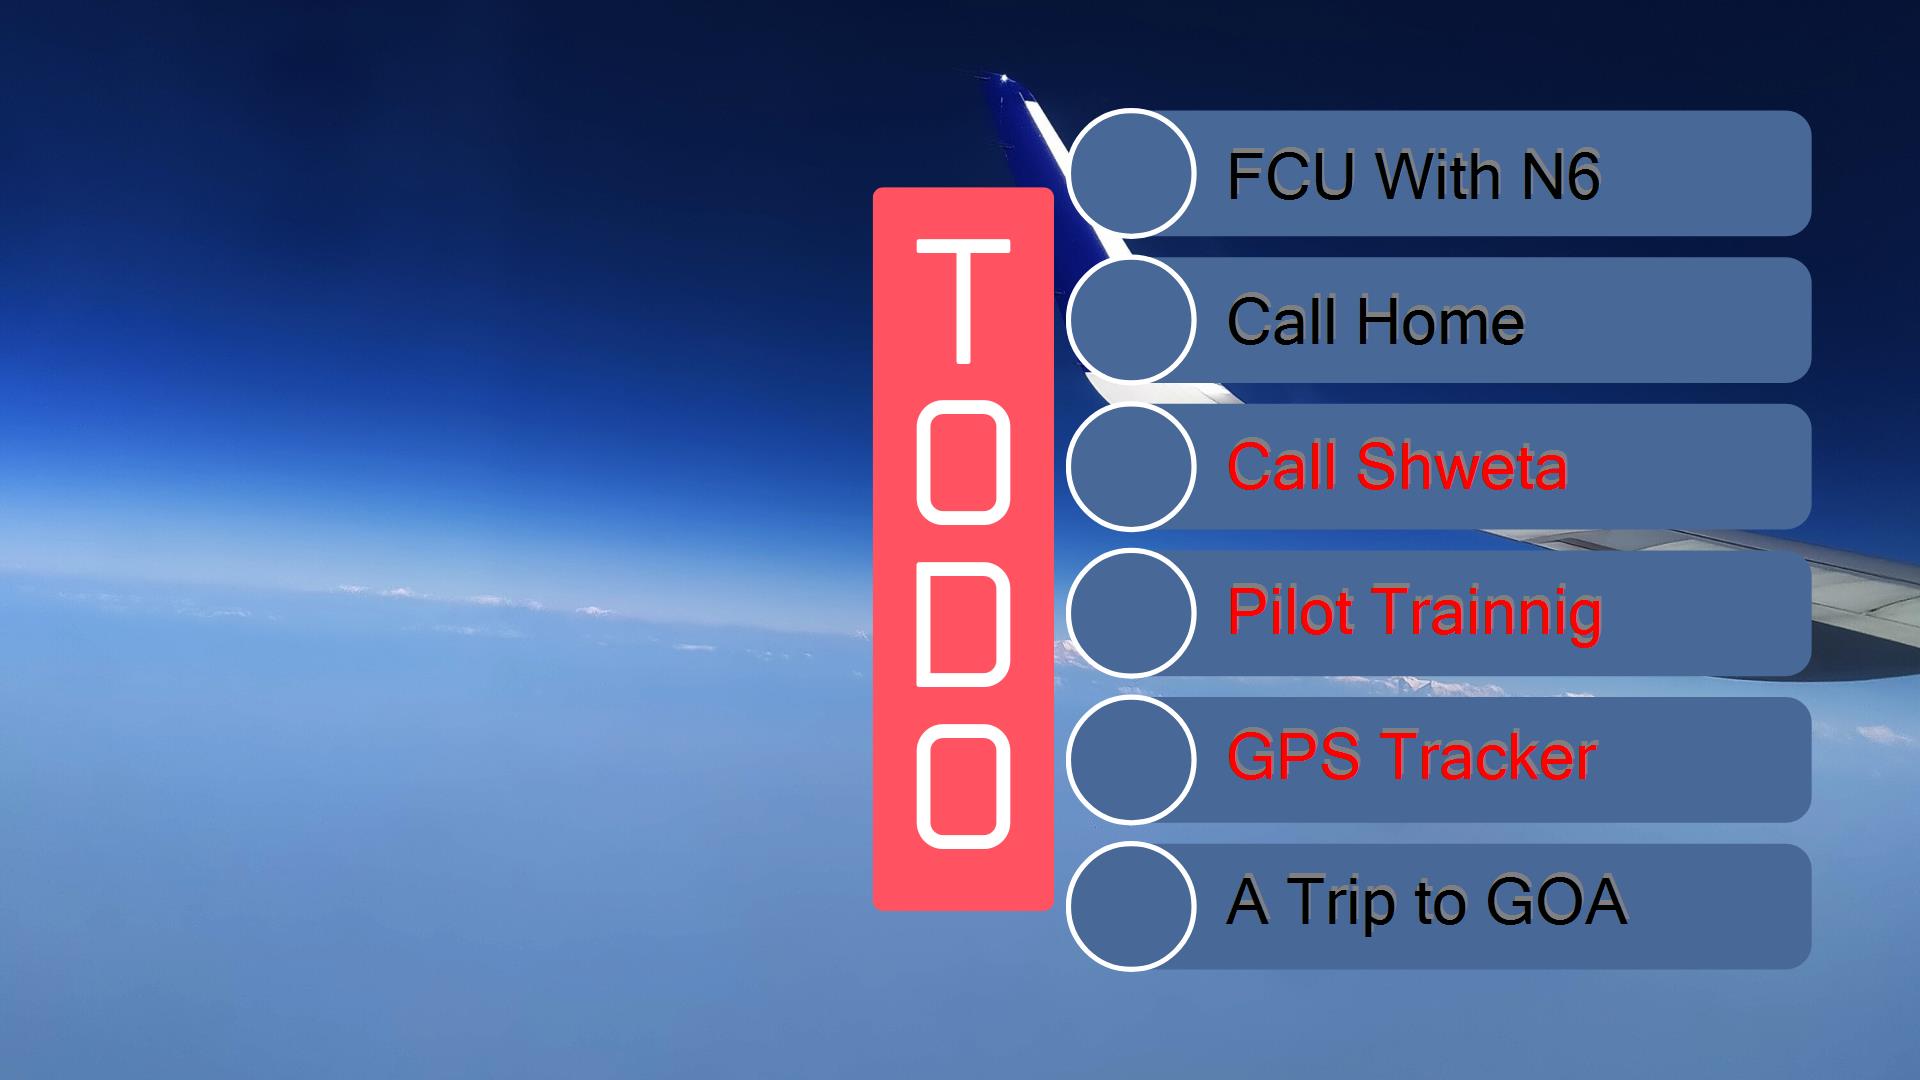 TODO
FCU With N6
Call Home
Call Shweta
Pilot Trainnig
GPS Tracker
A Trip to GOA